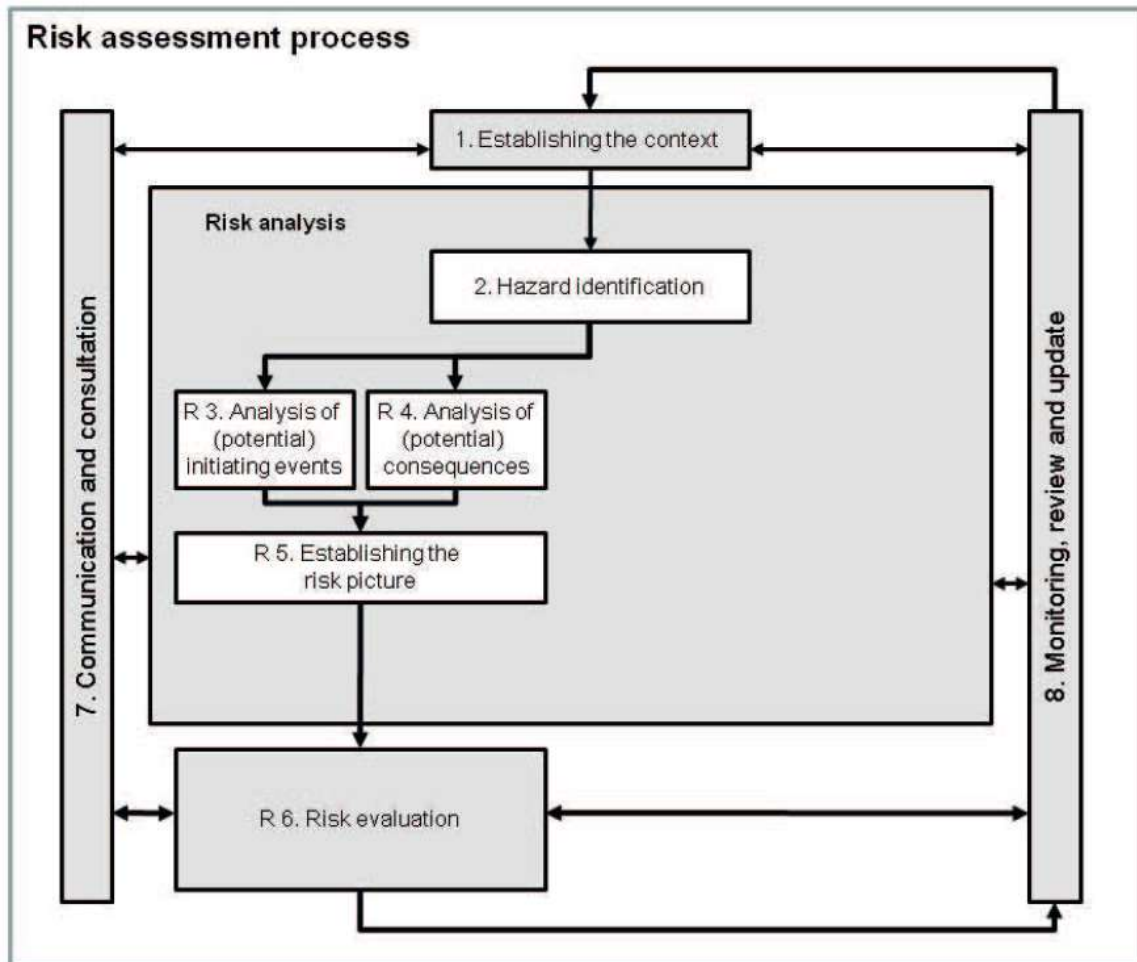 Risk assessment process
1. Establishing the context
Risk analysis
2. Hazard identification
R 3. Analysis of
(potential)
initiating events
R 4. Analysis of
(potential)
consequences
R 5. Establishing the
risk picture
R 6. Risk evaluation
7. Communication and consultation
8. Monitoring, review and update